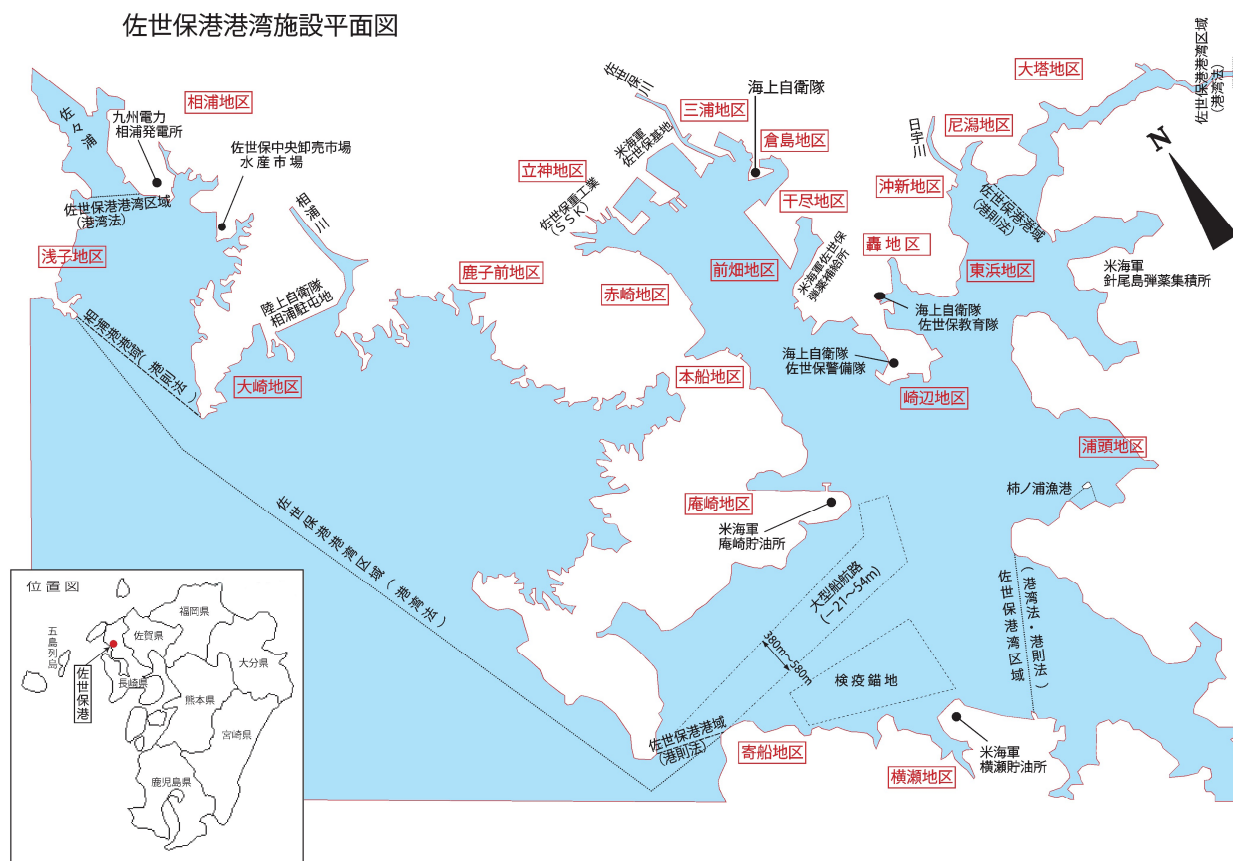 佐世保港港湾施設平面図
佐世保港港湾区域
(港湾法)
大塔地区
佐世保川
海上自衛隊
三浦地区
倉島地区
日宇川
尼潟地区
相浦地区
九州電力
相浦発電所
佐々浦
佐世保中央卸売市場
水産市場
米海軍
佐世保基地
立神地区
佐世保重工業
(SSK)
干尽地区
沖新地区
佐世保港港域
(港則法)
佐世保港港湾区域
(港湾法)
相浦川
浅子地区
鹿子前地区
陸上自衛隊
相浦駐屯地
赤崎地区
前畑地区
米海軍佐世保
弾薬補給所
轟地区
東浜地区
米海軍
針尾島弾薬集積所
海上自衛隊
佐世保教育隊
相浦港港域(港則法)
大崎地区
本船地区
海上自衛隊
佐世保警備隊
崎辺地区
浦頭地区
柿ノ浦漁港
庵崎地区
米海軍
庵崎貯油所
佐世保港港湾区域(港湾法)
大型船航路
(-21~-54m)
380m~580m
検疫錨地
佐世保港湾区域
(港湾法・港則法)
佐世保港港域
(港則法)
寄船地区
横瀬地区
米海軍
横瀬貯油所
N
位置図
五島列島
福岡県
佐賀県
大分県
長崎県
熊本県
佐世保港
宮崎県
鹿児島県